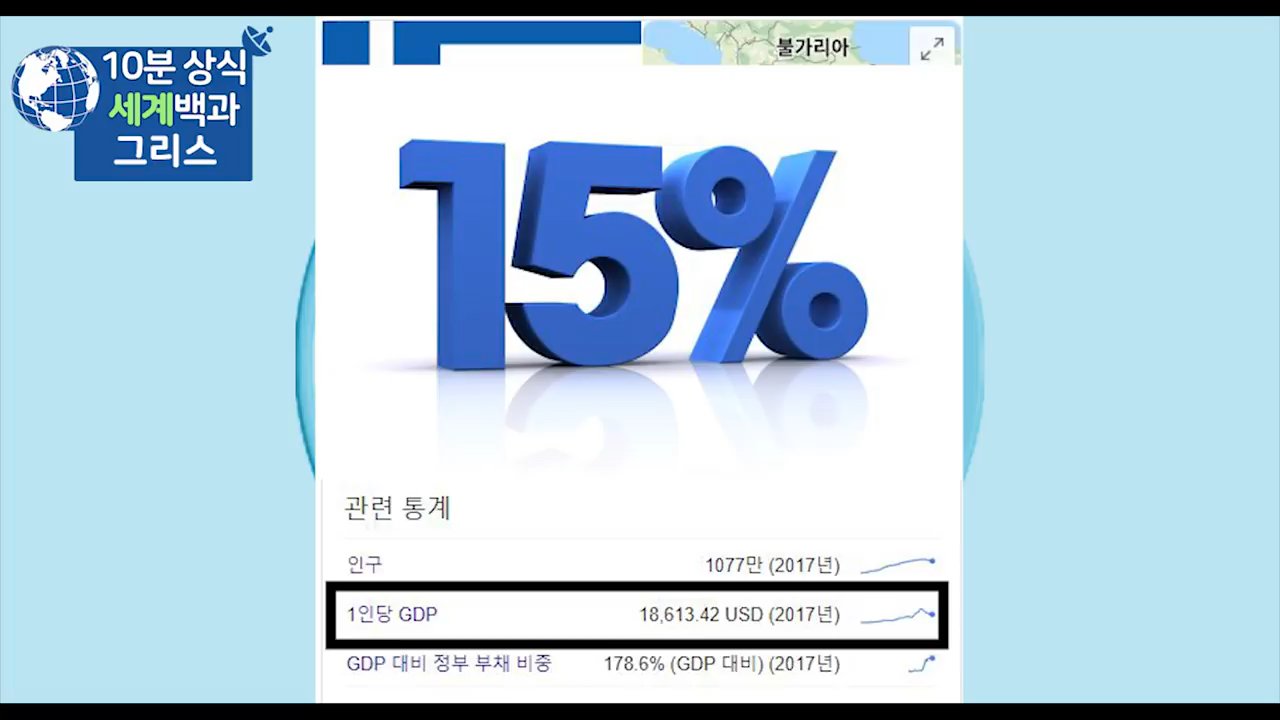 10분 상식
세계백과
그리스
불가리아
15%
관련 통계
인구 1077만 (2017년)
1인당 GDP 18,613.42 USD (2017년)
GDP 대비 정부 부채 비중 178.6% (GDP 대비) (2017년)